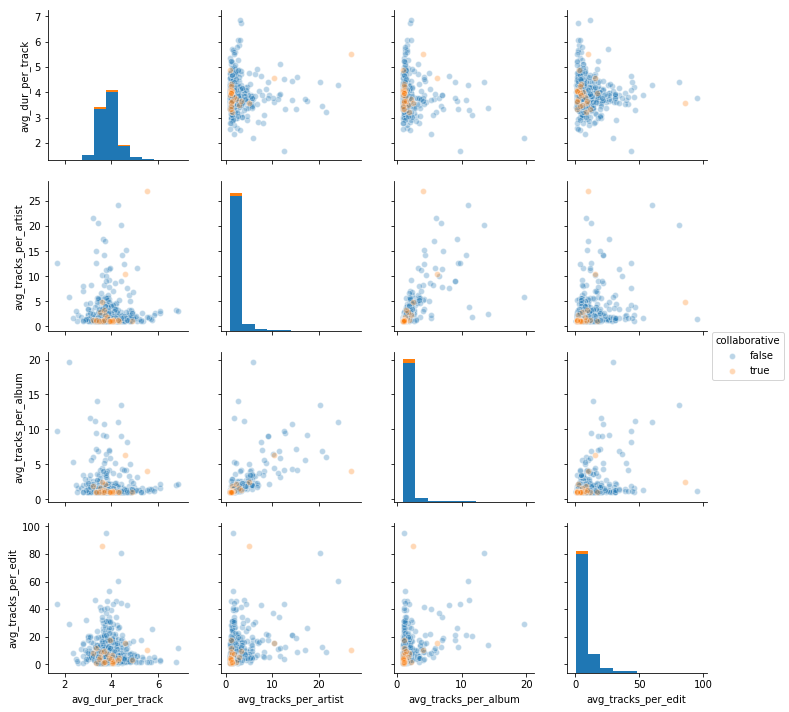 avg_dur_per_track
7
6
5
4
3
2
avg_tracks_per_artist
25
20
15
10
5
0
collaborative
false
true
avg_tracks_per_album
20
15
10
5
0
avg_tracks_per_edit
100
80
60
40
20
0
2 4 6
0 10 20
0 10 20
0 50 100
avg_dur_per_track
avg_tracks_per_artist
avg_tracks_per_album
avg_tracks_per_edit